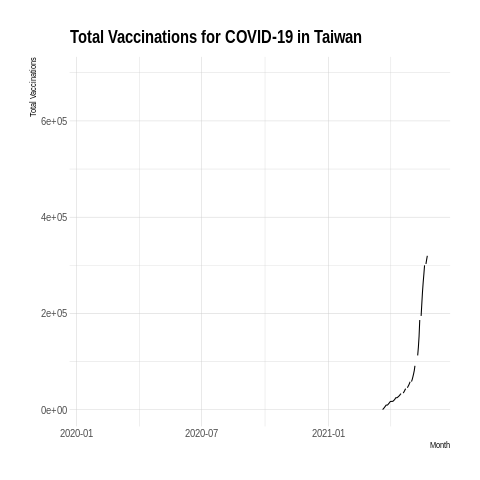 Total Vaccinations for COVID-19 in Taiwan
Total Vaccinations
6e+05
4e+05
2e+05
0e+00
2020-01 2020-07 2021-01
Month